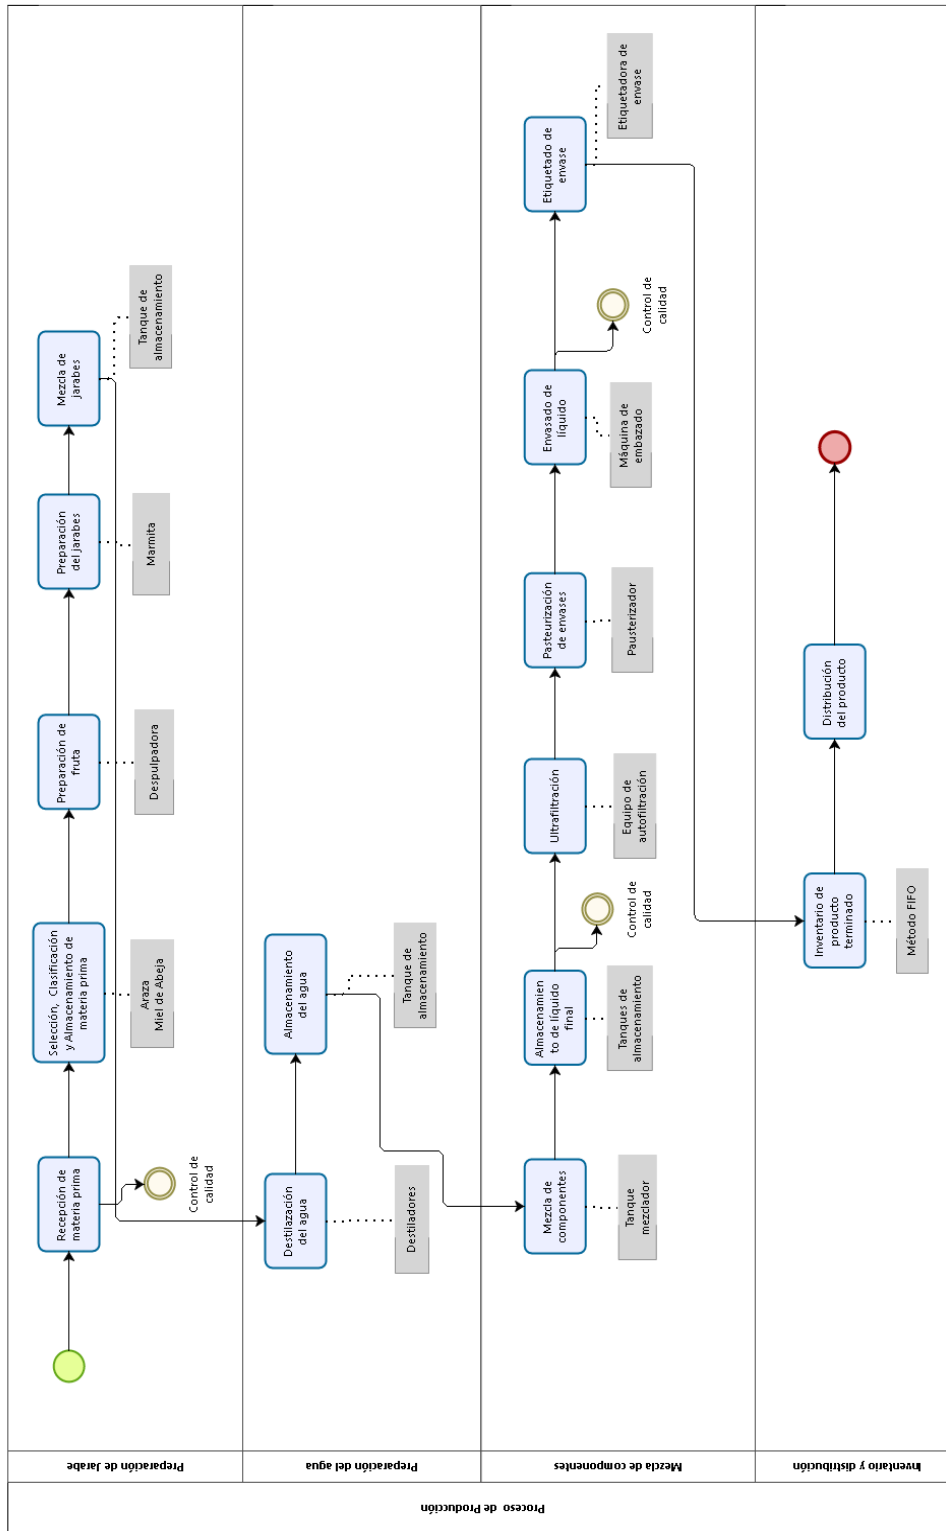 Proceso de Producción
Preparación de Jarabe
Recepción de
materia prima
Control de
calidad
Selección, Clasificación
y Almacenamiento de
materia prima
Araza
Miel de Abeja
Preparación de
fruta
Despulpadora
Preparación
del jarabes
Marmita
Mezcla de
jarabes
Tanque de
almacenamiento
Preparación del agua
Destilazación
del agua
Destiladores
Almacenamiento
del agua
Tanque de
almacenamiento
Mezcla de componentes
Mezcla de
componentes
Tanque
mezclador
Almacenamien
to de líquido
final
Tanques de
almacenamiento
Control de
calidad
Ultrafiltración
Equipo de
autofiltración
Pasteurización
de envases
Pausterizador
Envasado de
líquido
Máquina de
embazado
Control de
calidad
Etiquetado de
envase
Etiquetadora de
envase
Inventario y distribución
Inventario de
producto
terminado
Método FIFO
Distribución
del producto